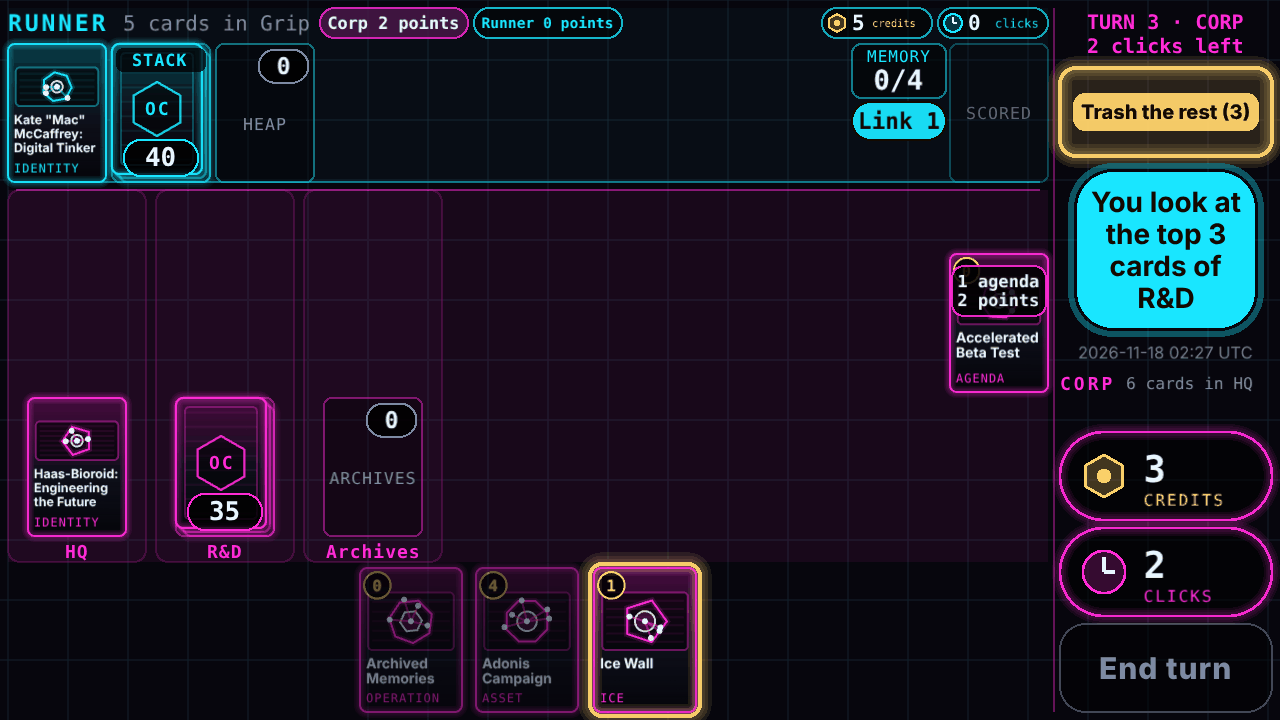 RUNNER 5 cards in Grip
Corp 2 points
Runner 0 points
5 credits
0 clicks
TURN 3 · CORP
2 clicks left
Kate "Mac"
McCaffrey:
Digital Tinker
IDENTITY
STACK
OC
40
0
HEAP
MEMORY
0/4
Link 1
SCORED
Trash the rest (3)
You look at
the top 3
cards of
R&D
2026-11-18 02:27 UTC
CORP 6 cards in HQ
1 agenda
2 points
Accelerated
Beta Test
AGENDA
Haas-Bioroid:
Engineering
the Future
IDENTITY
HQ
OC
35
R&D
0
ARCHIVES
Archives
3
CREDITS
2
CLICKS
End turn
0
Archived
Memories
OPERATION
4
Adonis
Campaign
ASSET
1
Ice Wall
ICE